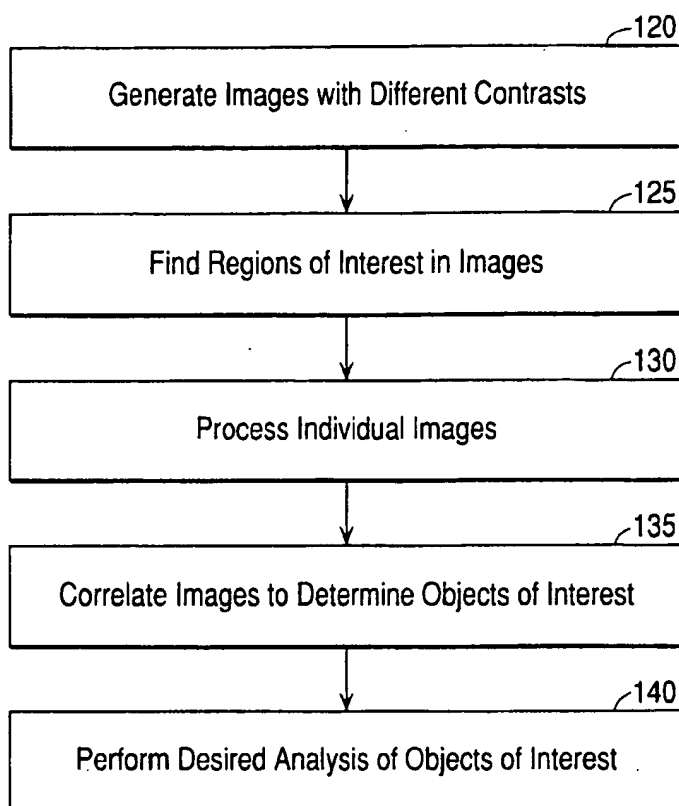 120
Generate Images with Different Contrasts
125
Find Regions of Interest in Images
130
Process Individual Images
135
Correlate Images to Determine Objects of Interest
140
Perform Desired Analysis of Objects of Interest